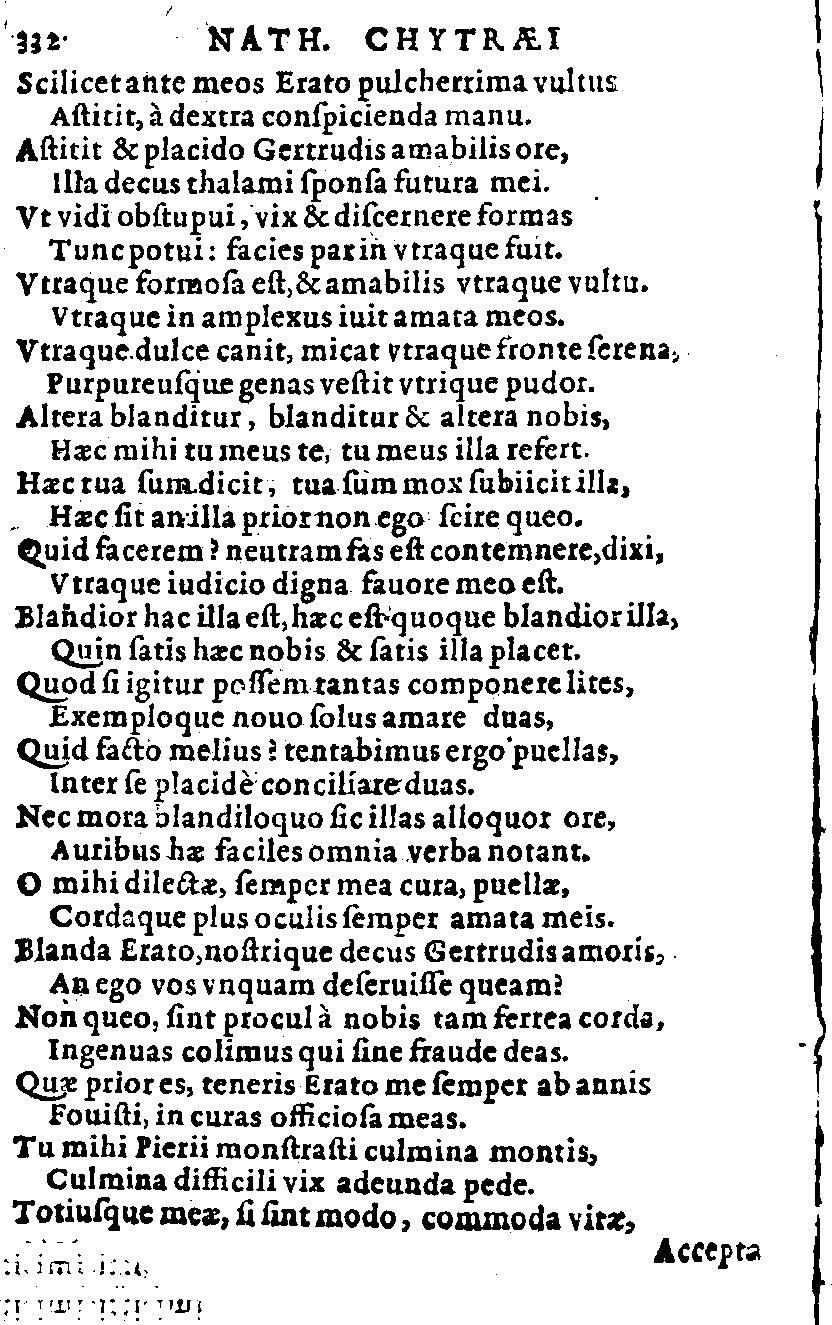 332. NATH. CHYTRÆI
Scilicet ante meos Erato pulcherrima vultus
Aſtitit, à dextra conſpicienda manu.
Aſtitit & placido Gertrudis amabilis ore,
Illa decus thalami ſponſa futura mei.
Vt vidi obſtupui, vix & diſcernere formas
Tunc potui: facies par in vtraque fuit.
Vtraque formoſa eſt, & amabilis vtraque vultu.
Vtraque in amplexus iuit amata meos.
Vtraque dulce canit, micat vtraque fronte ſerena,
Purpureuſque genas veſtit vtrique pudor.
Altera blanditur, blanditur & altera nobis,
Hæc mihi tu meus te, tu meus illa refert.
Hæc tua ſum dicit, tua ſum mox ſubiicit illa,
Hæc ſit an illa prior non ego ſcire queo.
Quid facerem? neutram fas eſt contemnere, dixi,
Vtraque iudicio digna fauore meo eſt.
Blandior hac illa eſt, hæc eſt quoque blandior illa,
Quin ſatis hæc nobis & ſatis illa placet.
Quod ſi igitur poſſem tantas componere lites,
Exemploque nouo ſolus amare duas,
Quid facto melius? tentabimus ergo puellas,
Inter ſe placidè conciliare duas.
Nec mora blandiloquo ſic illas alloquor ore,
Auribus hæ faciles omnia verba notant.
O mihi dilectæ, ſemper mea cura, puellæ,
Cordaque plus oculis ſemper amata meis.
Blanda Erato, noſtrique decus Gertrudis amoris,
An ego vos vnquam deſeruiſſe queam?
Non queo, ſint procul à nobis tam ferrea corda,
Ingenuas colimus qui ſine fraude deas.
Quæ prior es, teneris Erato me ſemper ab annis
Fouiſti, in curas officioſa meas.
Tu mihi Pierii monſtraſti culmina montis,
Culmina difficili vix adeunda pede.
Totiuſque meæ, ſi ſint modo, commoda vitæ,
Accepta